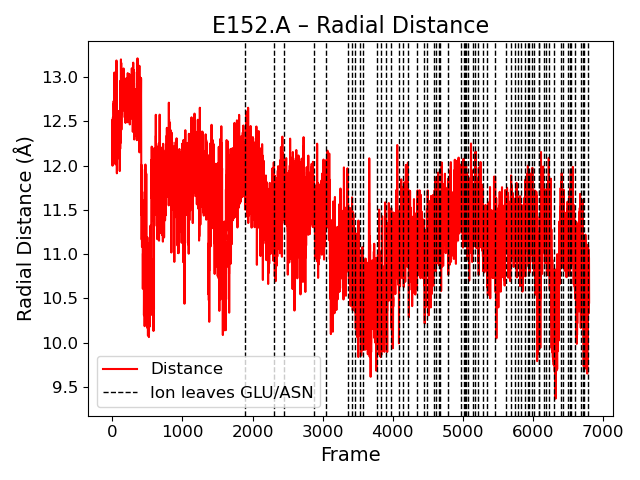 E152.A – Radial Distance
Radial Distance (Å)
13.0
12.5
12.0
11.5
11.0
10.5
10.0
9.5
Distance
Ion leaves GLU/ASN
0 1000 2000 3000 4000 5000 6000 7000
Frame